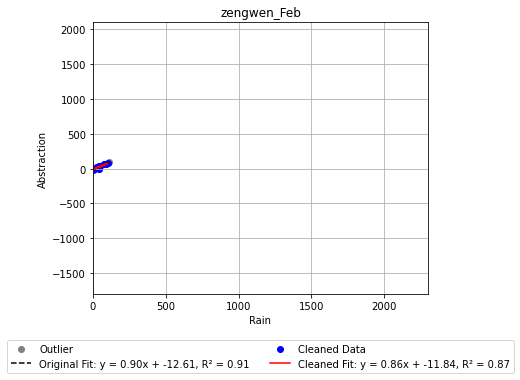 zengwen_Feb
2000
1500
1000
500
0
−500
−1000
−1500
Abstraction
0 500 1000 1500 2000
Rain
Outlier Cleaned Data
Original Fit: y = 0.90x + -12.61, R² = 0.91 Cleaned Fit: y = 0.86x + -11.84, R² = 0.87